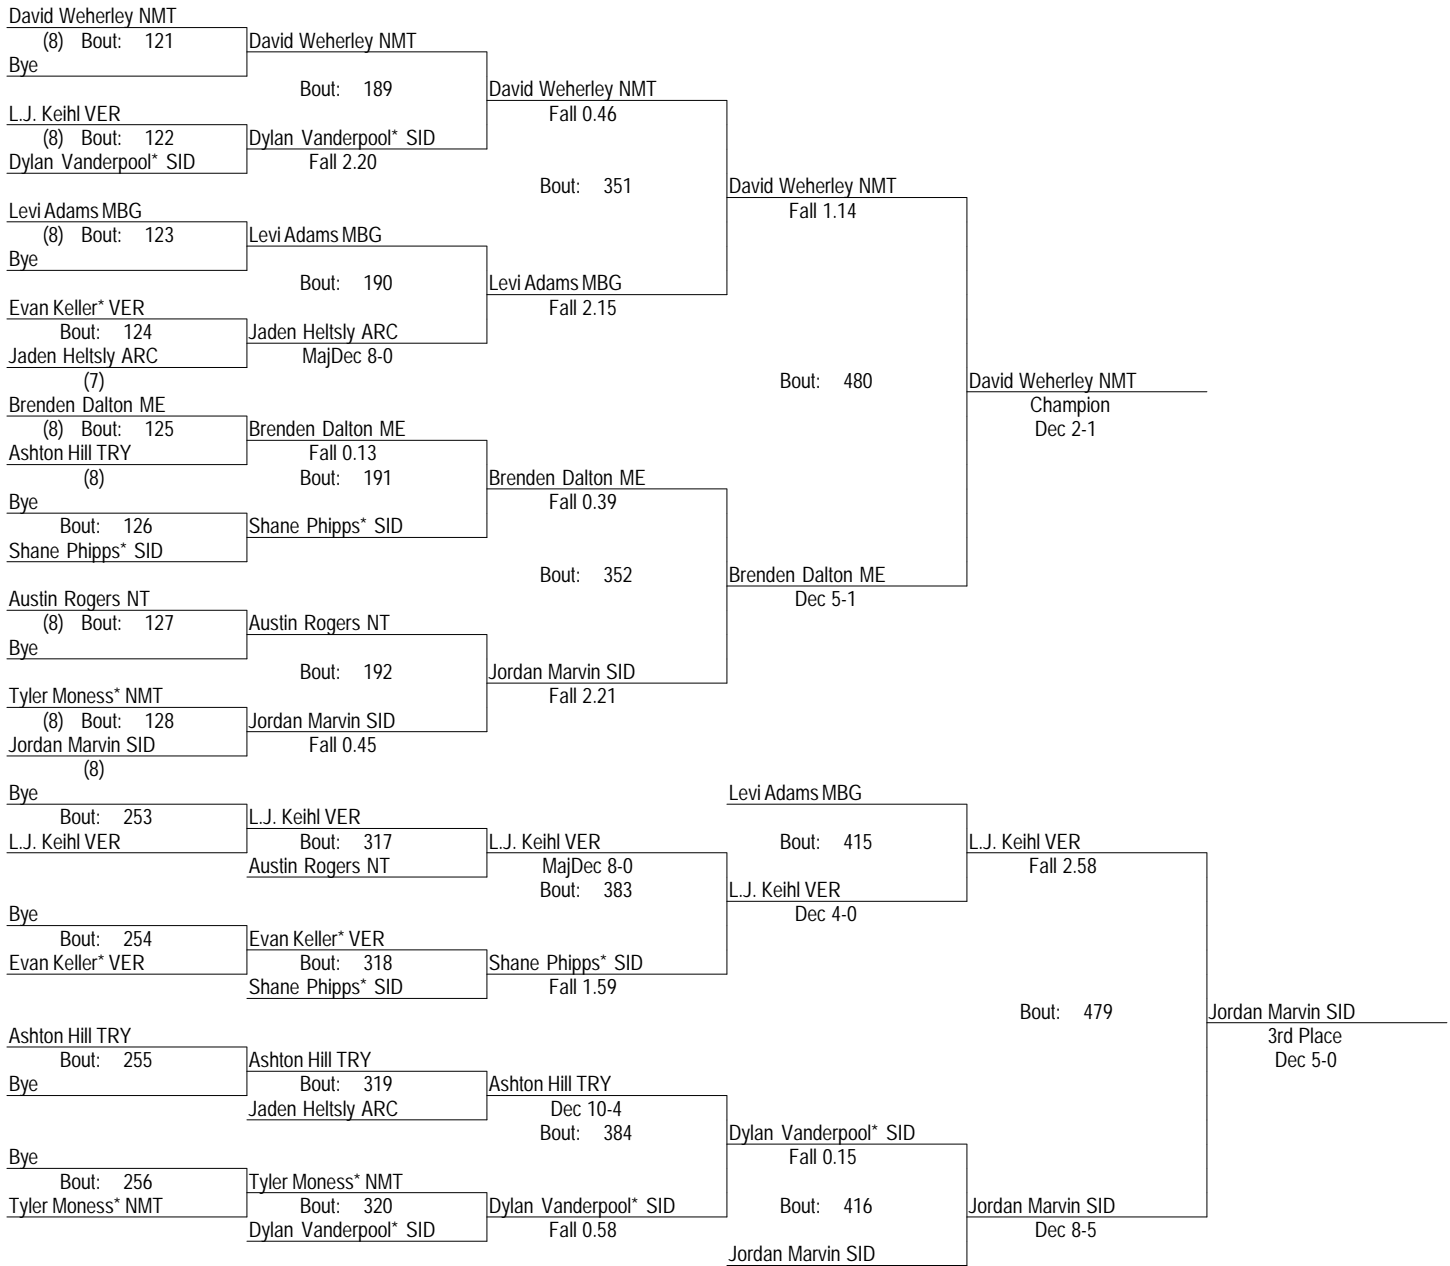 David Weherley NMT
(8) Bout: 121
David Weherley NMT
Bye
Bout: 189
David Weherley NMT
L.J. Keihl VER
Fall 0.46
(8) Bout: 122
Dylan Vanderpool* SID
Dylan Vanderpool* SID
Fall 2.20
Bout: 351
David Weherley NMT
Levi Adams MBG
Fall 1.14
(8) Bout: 123
Levi Adams MBG
Bye
Bout: 190
Levi Adams MBG
Evan Keller* VER
Fall 2.15
Bout: 124
Jaden Heltsly ARC
Jaden Heltsly ARC
MajDec 8-0
(7)
Bout: 480
David Weherley NMT
Brenden Dalton ME
Champion
(8) Bout: 125
Brenden Dalton ME
Dec 2-1
Ashton Hill TRY
Fall 0.13
(8)
Bout: 191
Brenden Dalton ME
Bye
Fall 0.39
Bout: 126
Shane Phipps* SID
Shane Phipps* SID
Bout: 352
Brenden Dalton ME
Austin Rogers NT
Dec 5-1
(8) Bout: 127
Austin Rogers NT
Bye
Bout: 192
Jordan Marvin SID
Tyler Moness* NMT
Fall 2.21
(8) Bout: 128
Jordan Marvin SID
Jordan Marvin SID
Fall 0.45
(8)
Bye
Levi Adams MBG
Bout: 253
L.J. Keihl VER
L.J. Keihl VER
Bout: 317
L.J. Keihl VER
Bout: 415
L.J. Keihl VER
Austin Rogers NT
MajDec 8-0
Fall 2.58
Bout: 383
L.J. Keihl VER
Bye
Dec 4-0
Bout: 254
Evan Keller* VER
Evan Keller* VER
Bout: 318
Shane Phipps* SID
Shane Phipps* SID
Fall 1.59
Bout: 479
Jordan Marvin SID
Ashton Hill TRY
3rd Place
Bout: 255
Ashton Hill TRY
Dec 5-0
Bye
Bout: 319
Ashton Hill TRY
Jaden Heltsly ARC
Dec 10-4
Bout: 384
Dylan Vanderpool* SID
Bye
Fall 0.15
Bout: 256
Tyler Moness* NMT
Tyler Moness* NMT
Bout: 320
Dylan Vanderpool* SID
Bout: 416
Jordan Marvin SID
Dylan Vanderpool* SID
Fall 0.58
Dec 8-5
Jordan Marvin SID